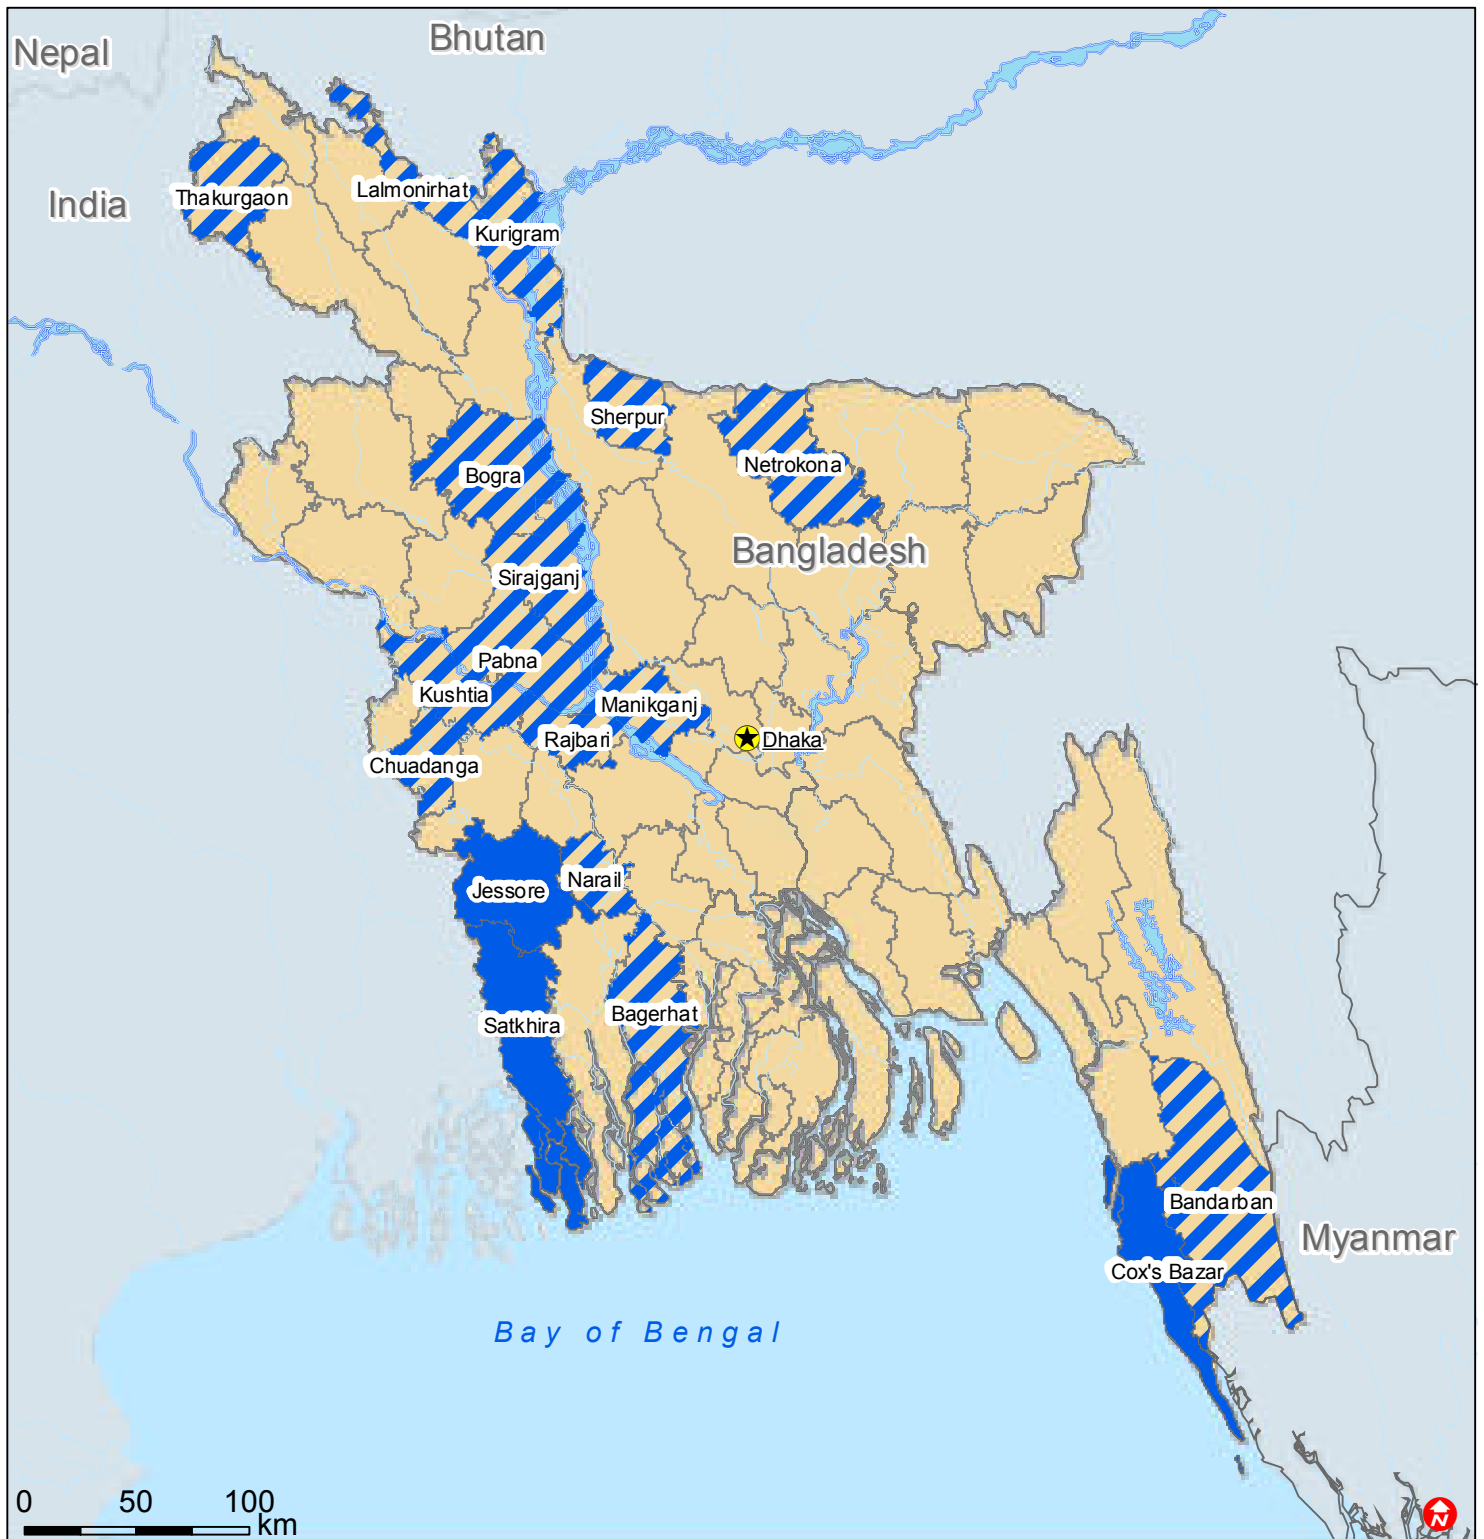 Bhutan
Nepal
India
Thakurgaon
Lalmonirhat
Kurigram
Sherpur
Netrokona
Bogra
Bangladesh
Sirajganj
Pabna
Kushtia
Manikganj
Rajbari
Dhaka
Chuadanga
Jessore
Narail
Satkhira
Bagerhat
Bandarban
Myanmar
Cox's Bazar
Bay of Bengal
0 50 100
km
N